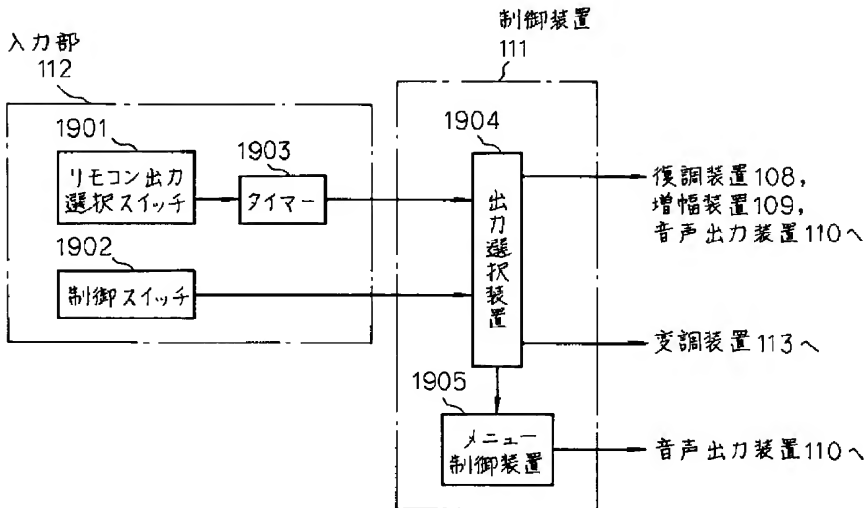 制御装置
111
入力部
112
1901
リモコン出力
選択スイッチ
1903
タイマー
1902
制御スイッチ
1904
出力選択装置
復調装置108,
増幅装置109,
音声出力装置110へ
変調装置113へ
1905
メニュー
制御装置
音声出力装置110へ